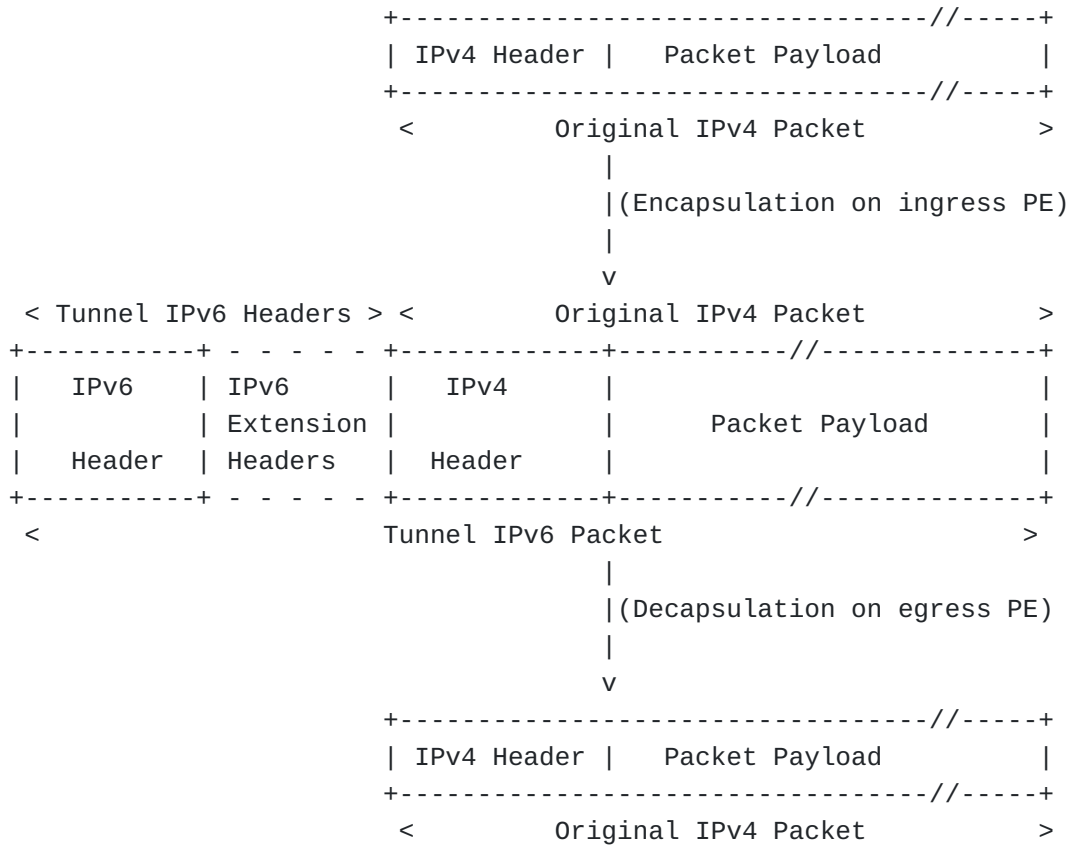 +----------------------------------//-----+
| IPv4 Header |   Packet Payload          |
+----------------------------------//-----+
<         Original IPv4 Packet           >
|
|(Encapsulation on ingress PE)
|
v
< Tunnel IPv6 Headers > <         Original IPv4 Packet           >
+-----------+ - - - - - +-------------+-----------//--------------+
|   IPv6    | IPv6      |   IPv4      |                           |
|           | Extension |             |      Packet Payload       |
|   Header  | Headers   |  Header     |                           |
+-----------+ - - - - - +-------------+-----------//--------------+
<                      Tunnel IPv6 Packet                       >
|
|(Decapsulation on egress PE)
|
v
+----------------------------------//-----+
| IPv4 Header |   Packet Payload          |
+----------------------------------//-----+
<         Original IPv4 Packet           >